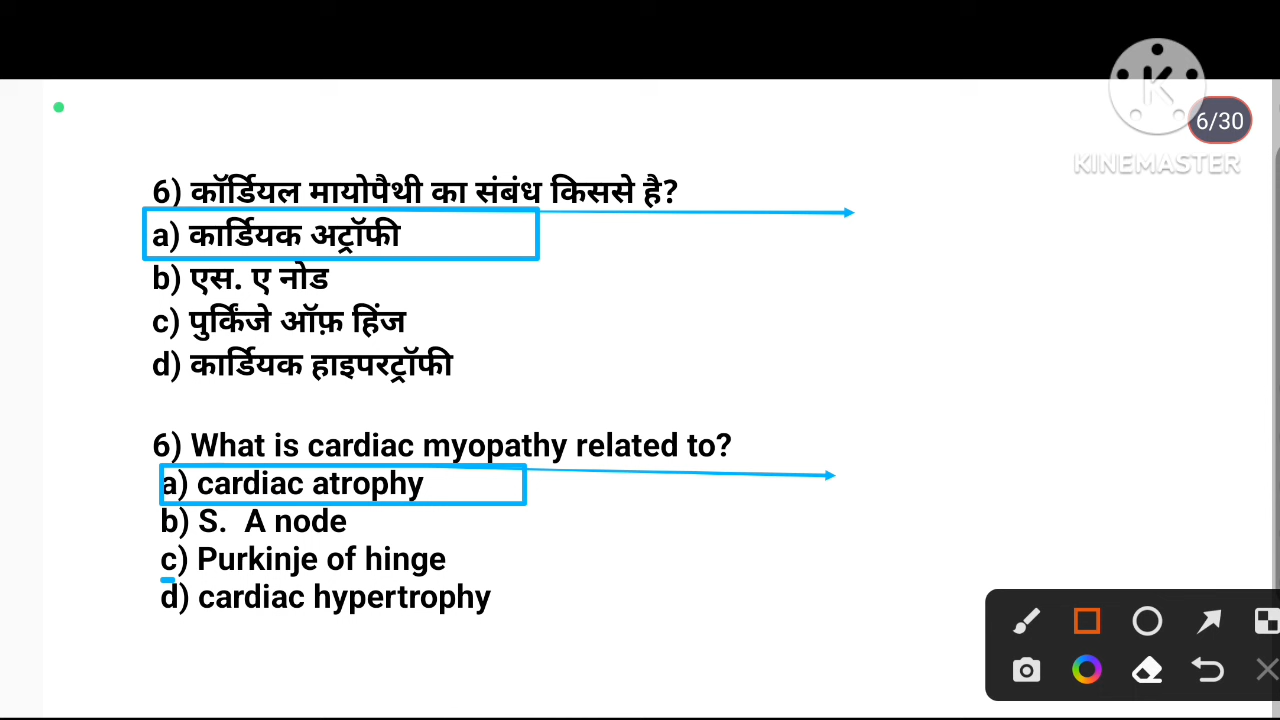 6/30
KINEMASTER
6) कॉर्डियल मायोपैथी का संबंध किससे है?
a) कार्डियक अट्रॉफी
b) एस. ए नोड
c) पुर्किंजे ऑफ़ हिंज
d) कार्डियक हाइपरट्रॉफी
6) What is cardiac myopathy related to?
a) cardiac atrophy
b) S. A node
c) Purkinje of hinge
d) cardiac hypertrophy